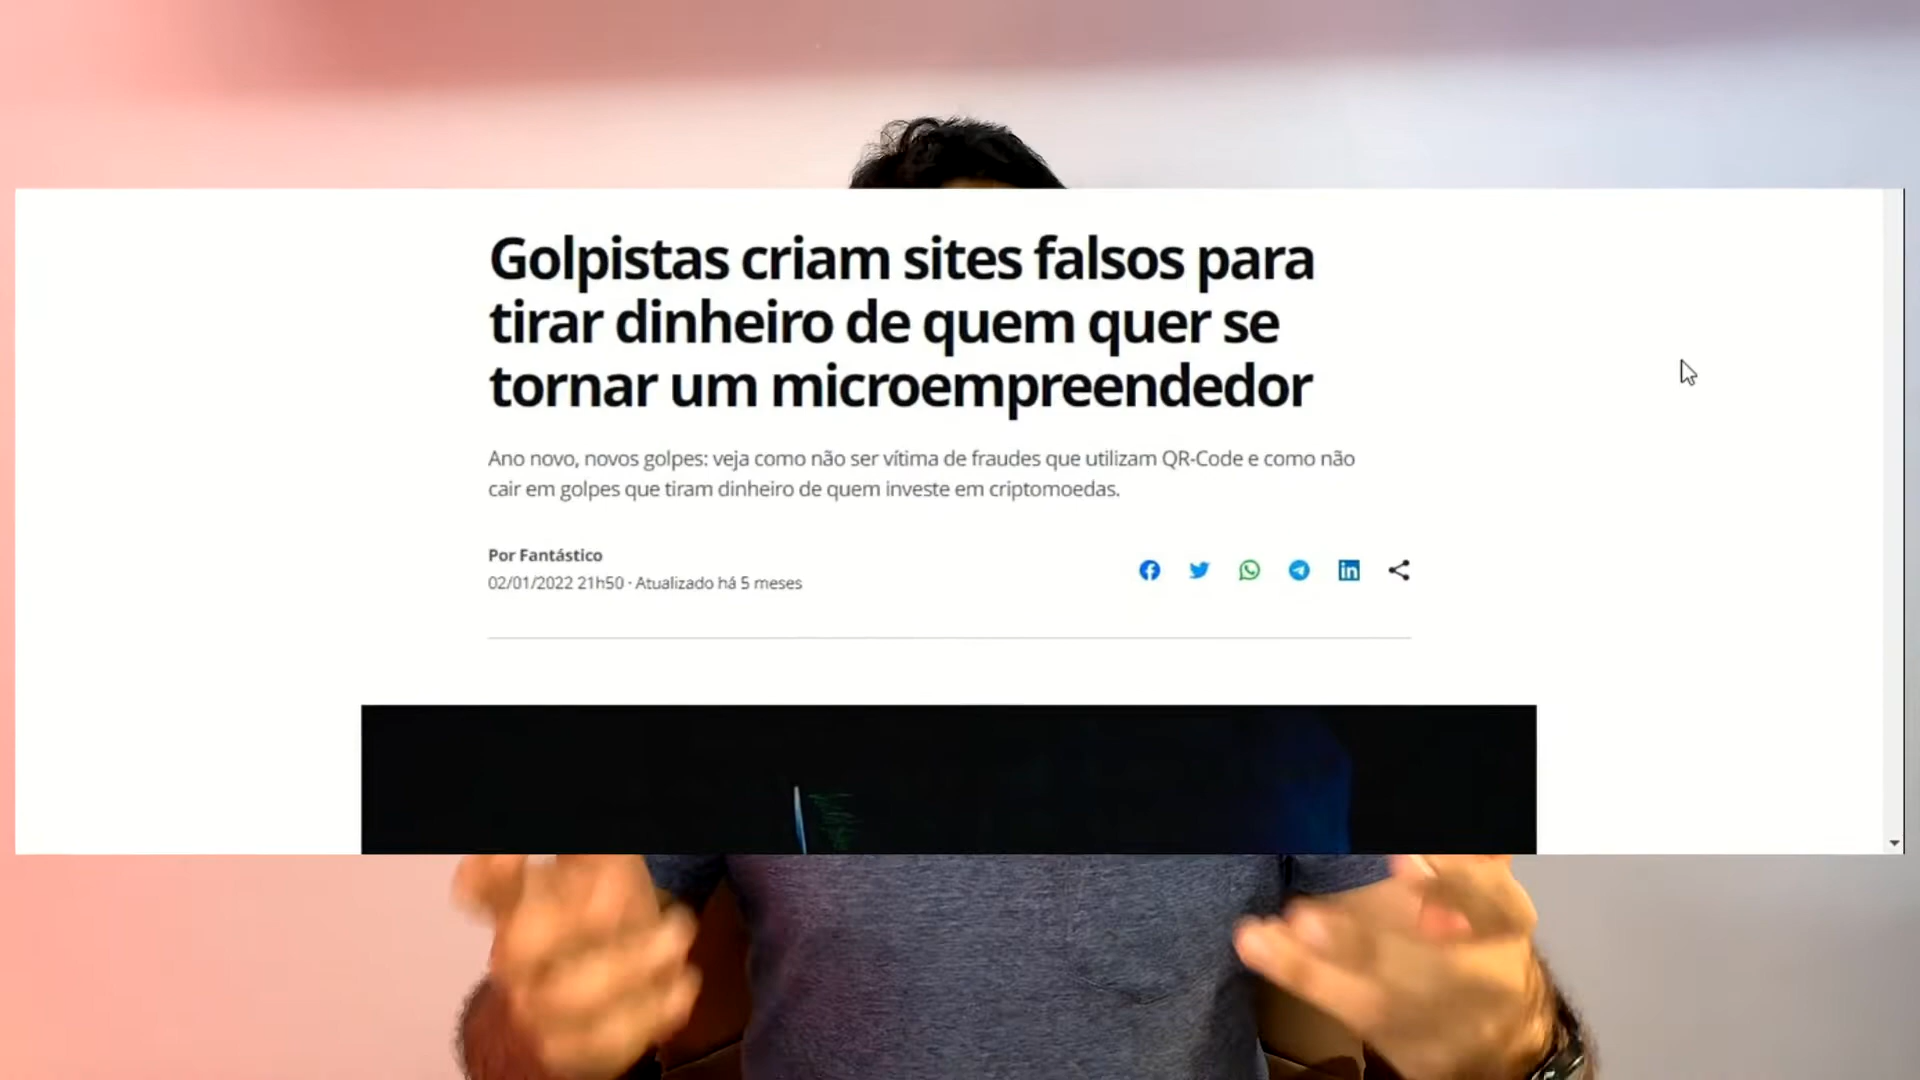 Golpistas criam sites falsos para
tirar dinheiro de quem quer se
tornar um microempreendedor
Ano novo, novos golpes: veja como não ser vítima de fraudes que utilizam QR-Code e como não
cair em golpes que tiram dinheiro de quem investe em criptomoedas.
Por Fantástico
02/01/2022 21h50 · Atualizado há 5 meses